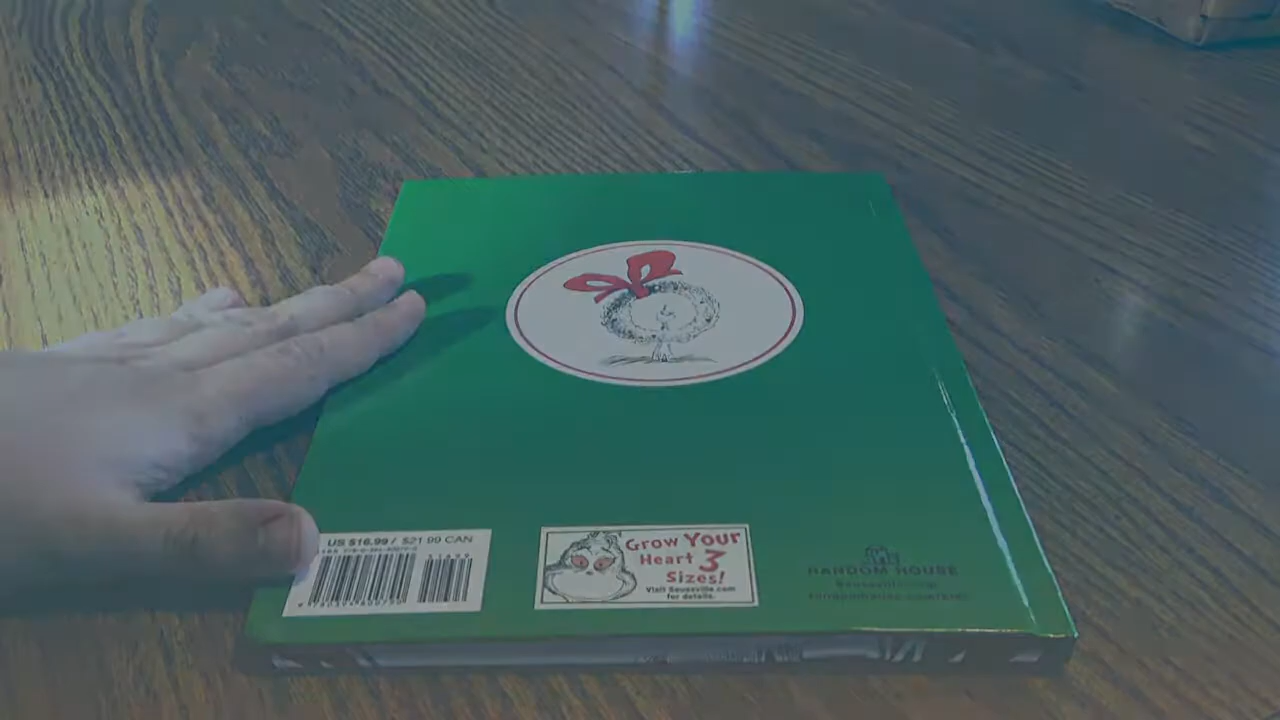 US $16.99 / $21.99 CAN
Grow Your
Heart 3
Sizes!
Visit Seussville.com
for details.
RANDOM HOUSE